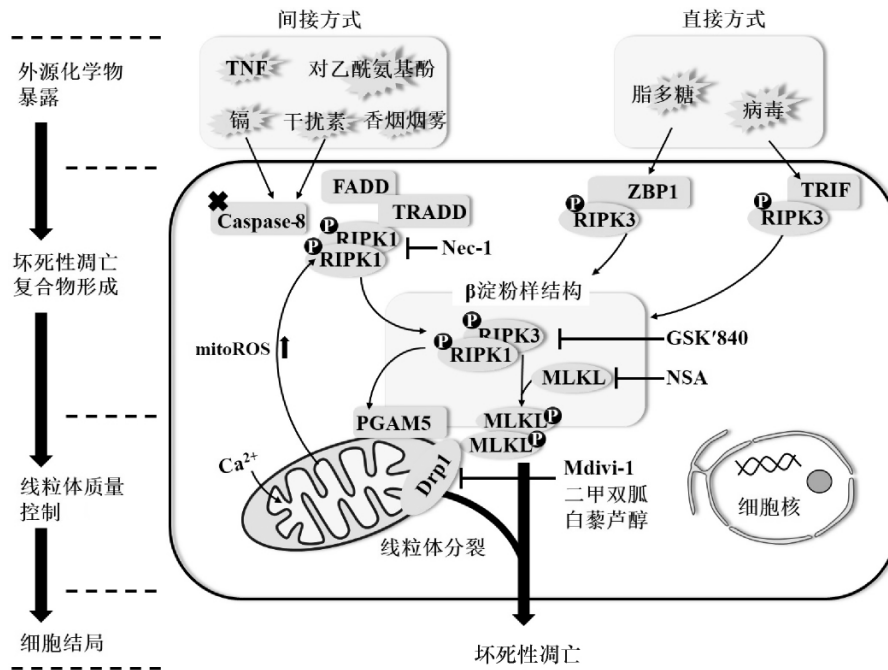 间接方式
直接方式
外源化学物
暴露
TNF
对乙酰氨基酚
镉
干扰素
香烟烟雾
脂多糖
病毒
FADD
TRADD
Caspase-8
P
RIPK1
P
RIPK1
Nec-1
ZBP1
P
RIPK3
TRIF
P
RIPK3
坏死性凋亡
复合物形成
β淀粉样结构
P
RIPK3
P
RIPK1
GSK'840
mitoROS
MLKL
NSA
PGAM5
MLKL
P
MLKL
P
Ca²⁺
Drp1
Mdivi-1
二甲双胍
白藜芦醇
线粒体质量
控制
细胞核
线粒体分裂
细胞结局
坏死性凋亡